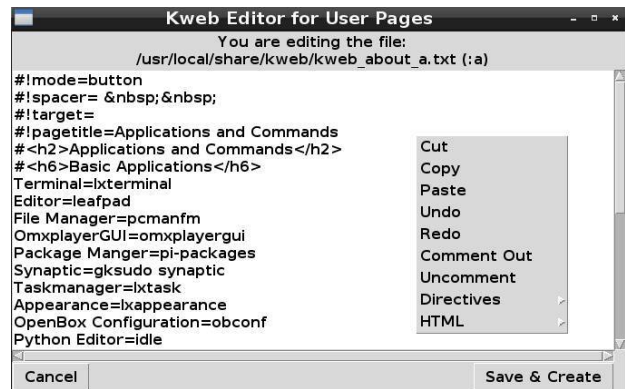 Kweb Editor for User Pages
You are editing the file:
/usr/local/share/kweb/kweb_about_a.txt (:a)
#!mode=button
#!spacer= &nbsp;&nbsp;
#!target=
#!pagetitle=Applications and Commands
#<h2>Applications and Commands</h2>
#<h6>Basic Applications</h6>
Terminal=lxterminal
Editor=leafpad
File Manager=pcmanfm
OmxplayerGUI=omxplayergui
Package Manger=pi-packages
Synaptic=gksudo synaptic
Taskmanager=lxtask
Appearance=lxappearance
OpenBox Configuration=obconf
Python Editor=idle
Cut
Copy
Paste
Undo
Redo
Comment Out
Uncomment
Directives
HTML
Cancel
Save & Create